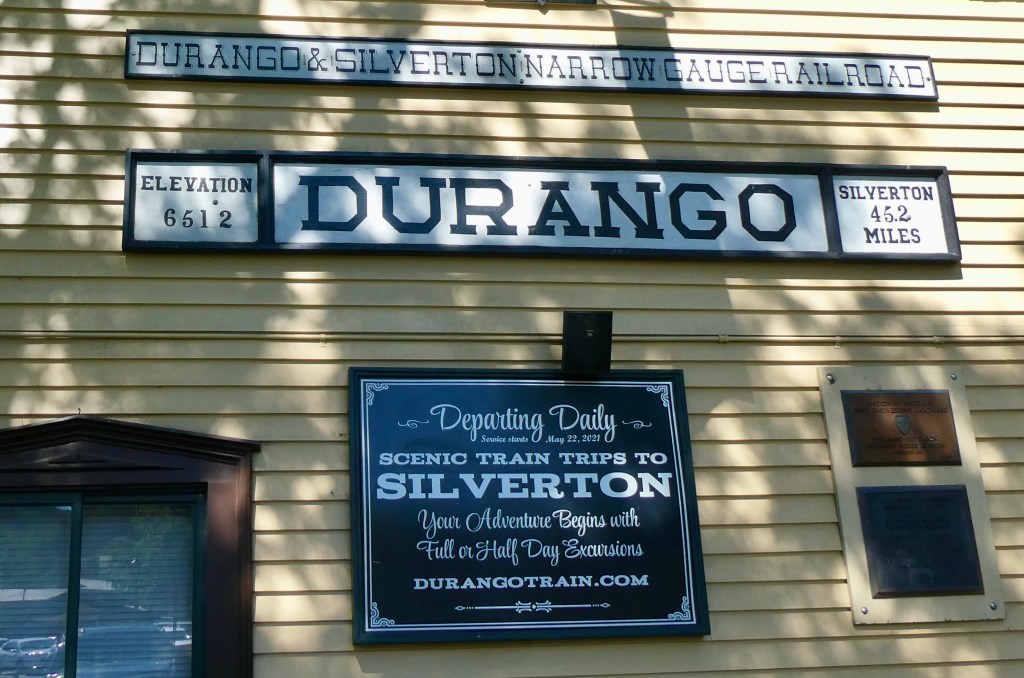 DURANGO & SILVERTON NARROW GAUGE RAILROAD
ELEVATION
6512
DURANGO
SILVERTON
45.2
MILES
Departing Daily
Service starts May 22, 2021
SCENIC TRAIN TRIPS TO
SILVERTON
Your Adventure Begins with
Full or Half Day Excursions
DURANGOTRAIN.COM